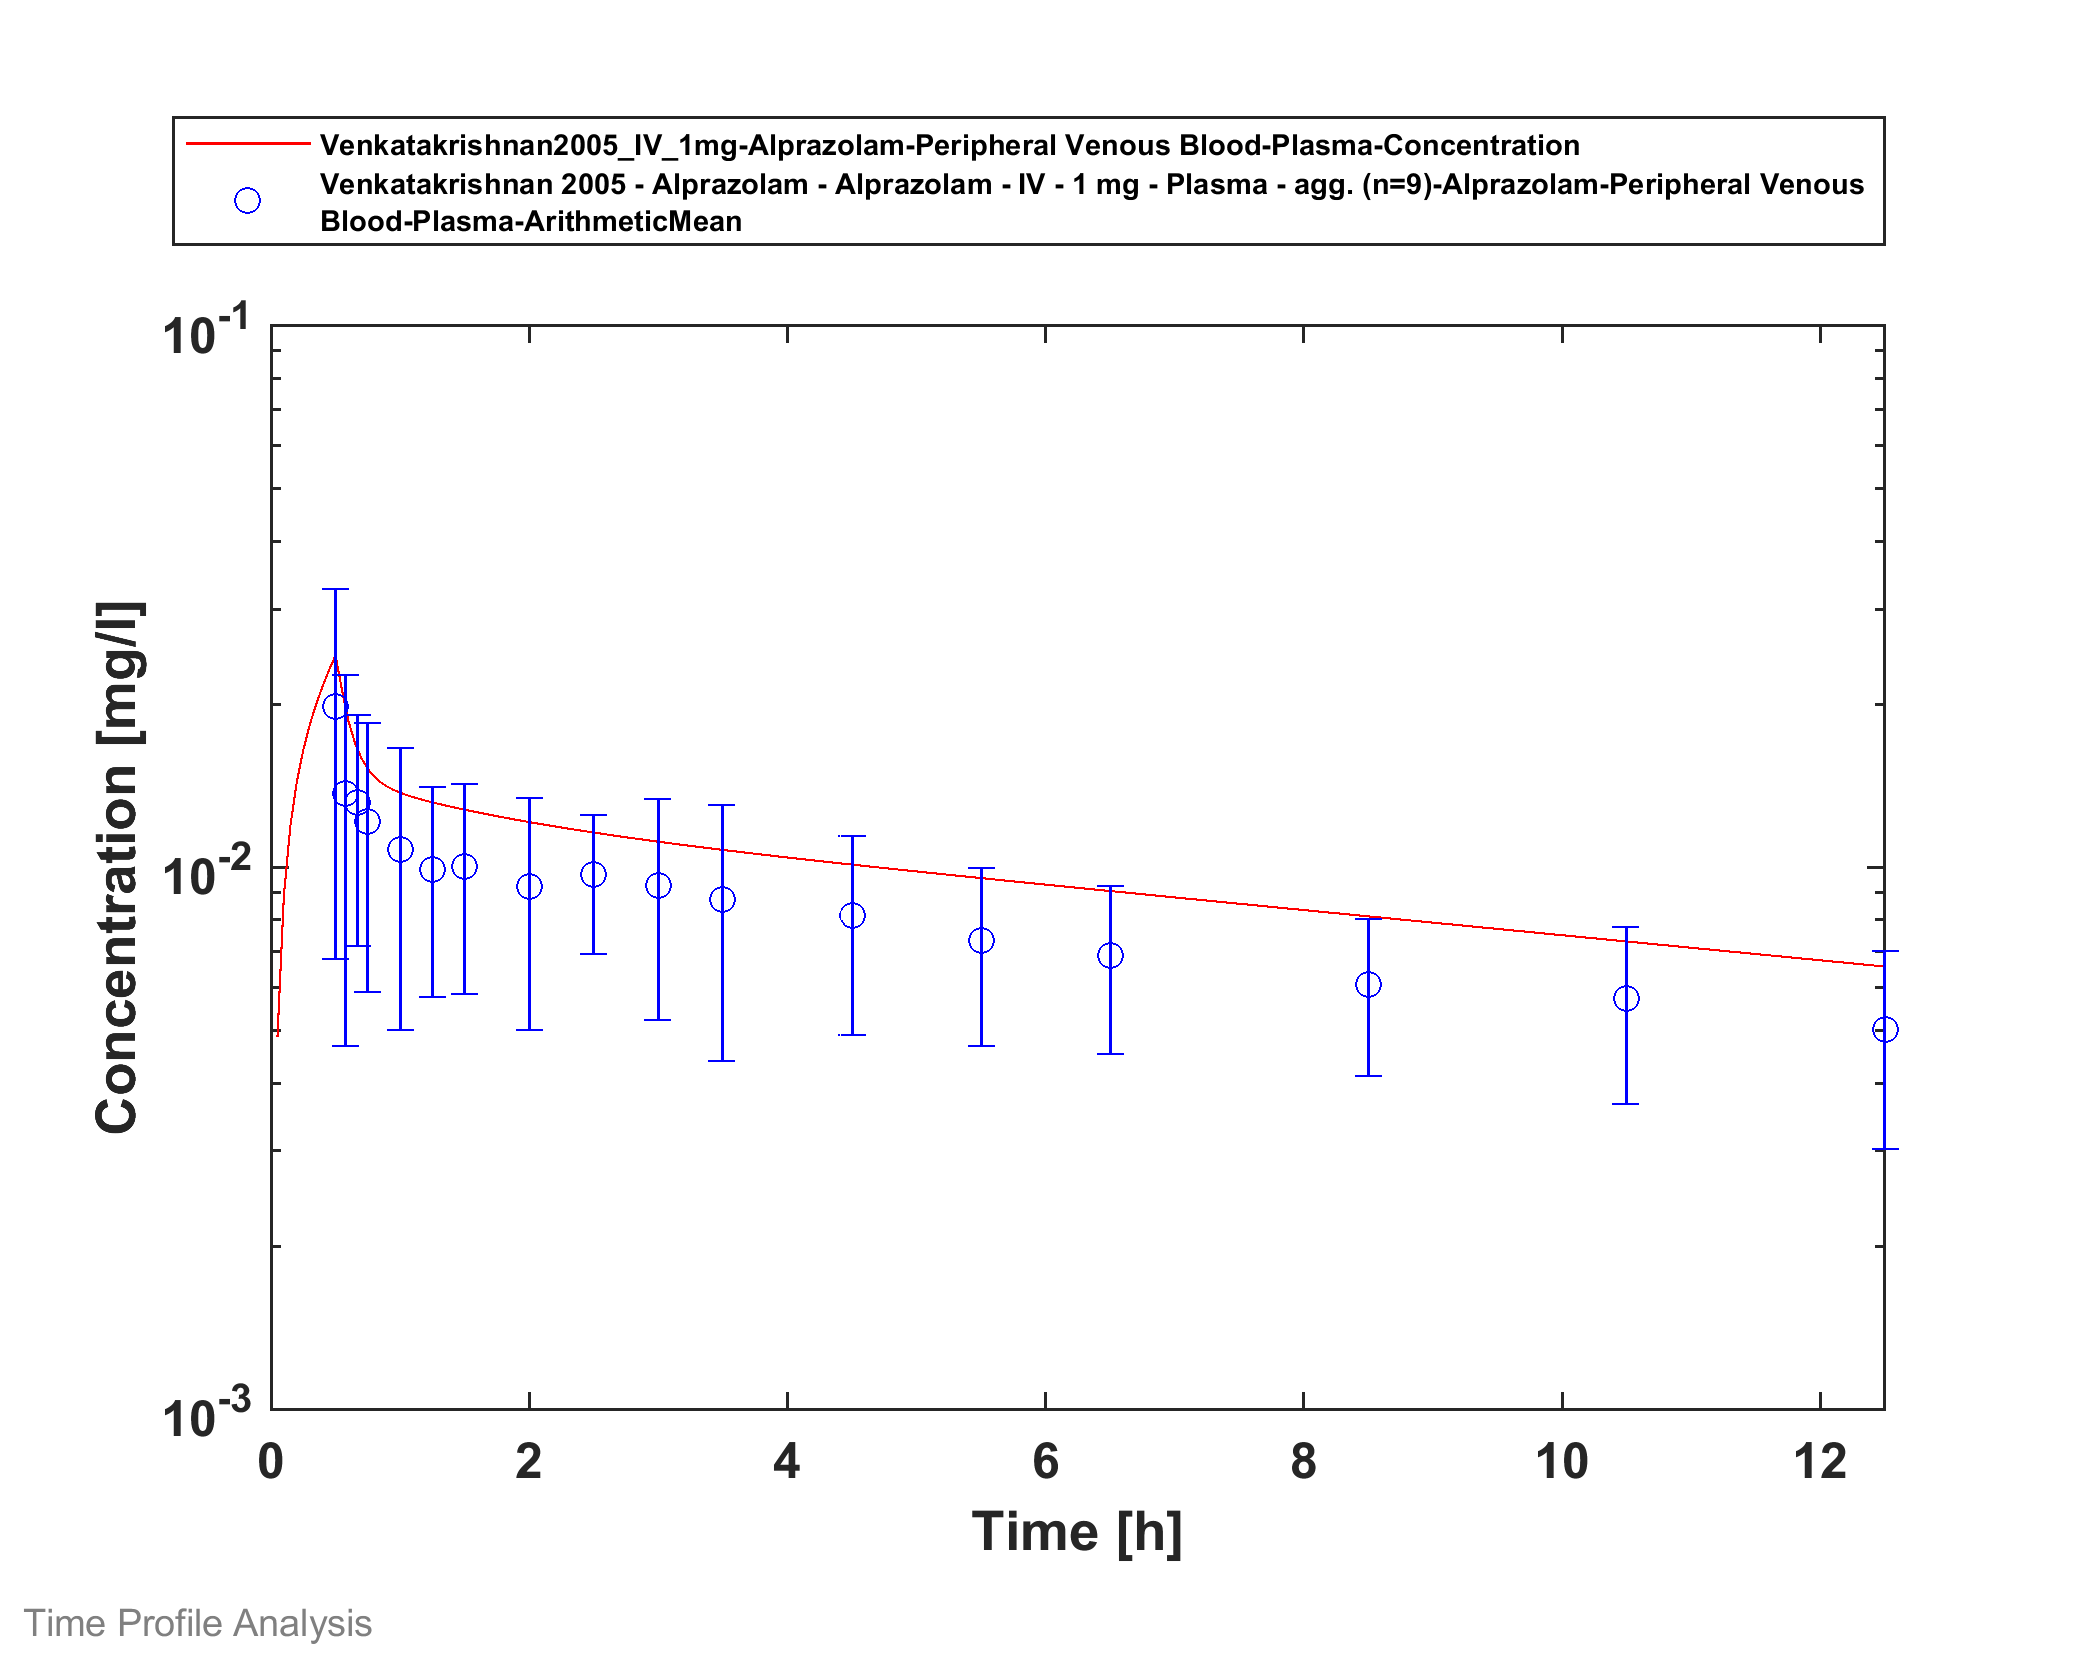 Venkatakrishnan2005_IV_1mg-Alprazolam-Peripheral Venous Blood-Plasma-Concentration
Venkatakrishnan 2005 - Alprazolam - Alprazolam - IV - 1 mg - Plasma - agg. (n=9)-Alprazolam-Peripheral Venous
Blood-Plasma-ArithmeticMean
10-1
10-2
10-3
Concentration [mg/l]
0 2 4 6 8 10 12
Time [h]
Time Profile Analysis